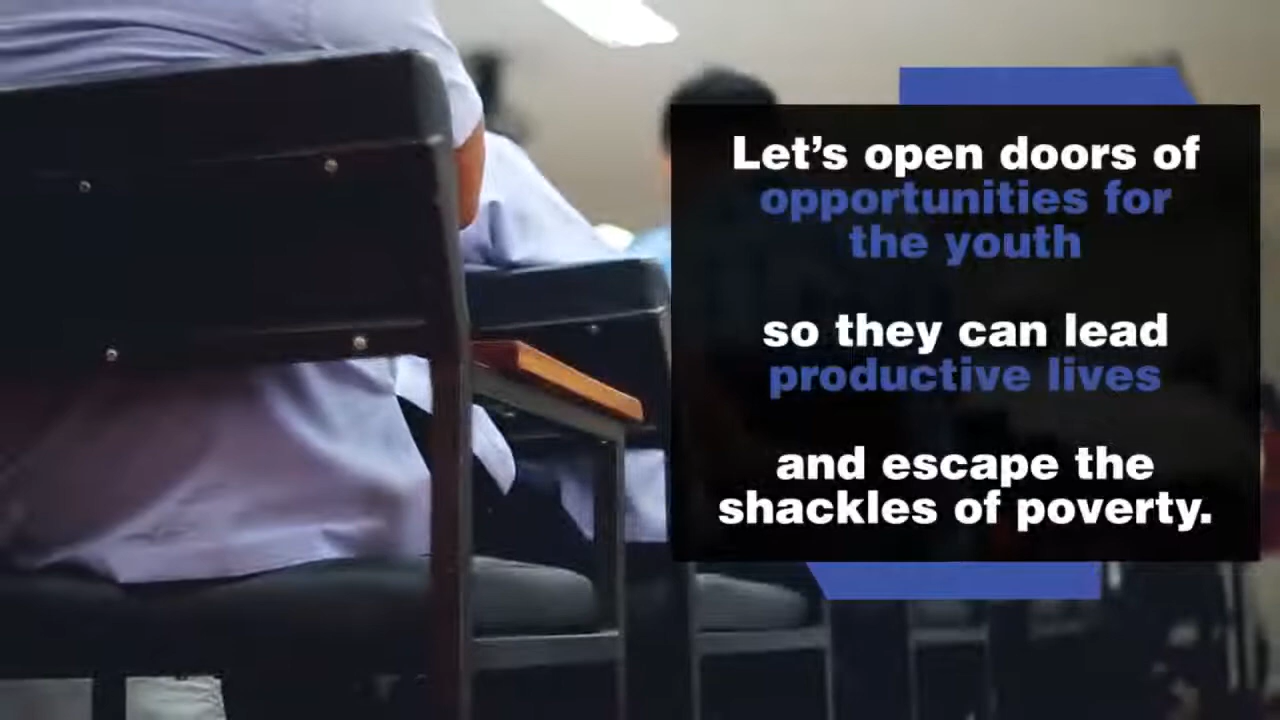 Let’s open doors of
opportunities for
the youth
so they can lead
productive lives
and escape the
shackles of poverty.